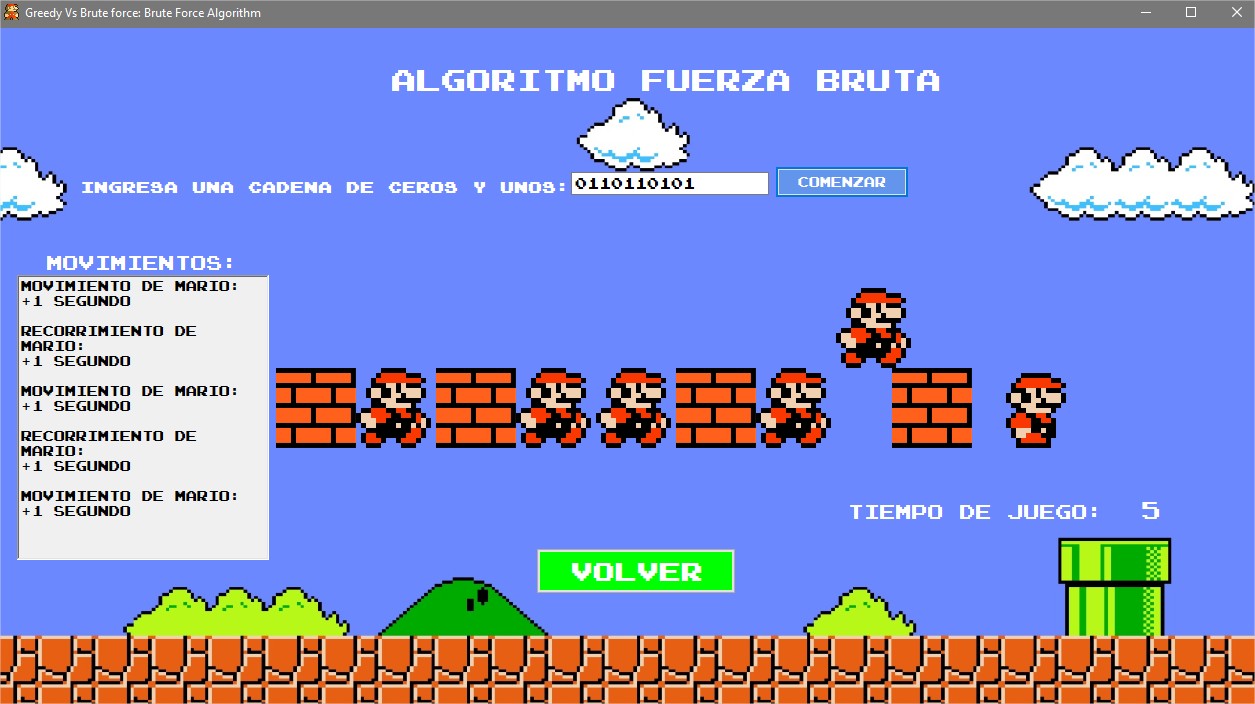 Greedy Vs Brute force: Brute Force Algorithm
ALGORITMO FUERZA BRUTA
INGRESA UNA CADENA DE CEROS Y UNOS: 0110110101 COMENZAR
MOVIMIENTOS:
MOVIMIENTO DE MARIO:
+1 SEGUNDO
RECORRIMIENTO DE
MARIO:
+1 SEGUNDO
MOVIMIENTO DE MARIO:
+1 SEGUNDO
RECORRIMIENTO DE
MARIO:
+1 SEGUNDO
MOVIMIENTO DE MARIO:
+1 SEGUNDO
TIEMPO DE JUEGO: 5
VOLVER